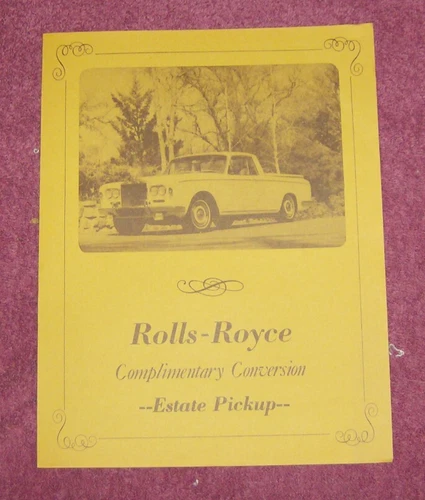 Rolls-Royce
Complimentary Conversion
--Estate Pickup--